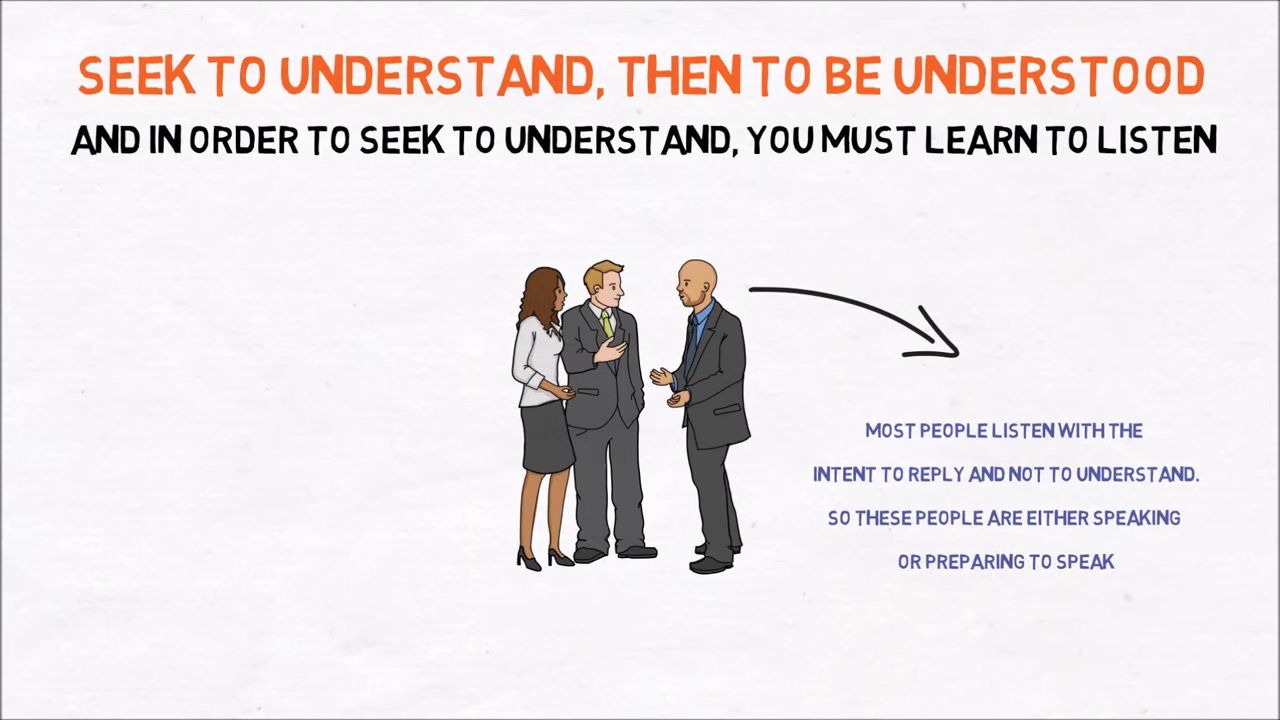 SEEK TO UNDERSTAND, THEN TO BE UNDERSTOOD
AND IN ORDER TO SEEK TO UNDERSTAND, YOU MUST LEARN TO LISTEN
MOST PEOPLE LISTEN WITH THE
INTENT TO REPLY AND NOT TO UNDERSTAND.
SO THESE PEOPLE ARE EITHER SPEAKING
OR PREPARING TO SPEAK